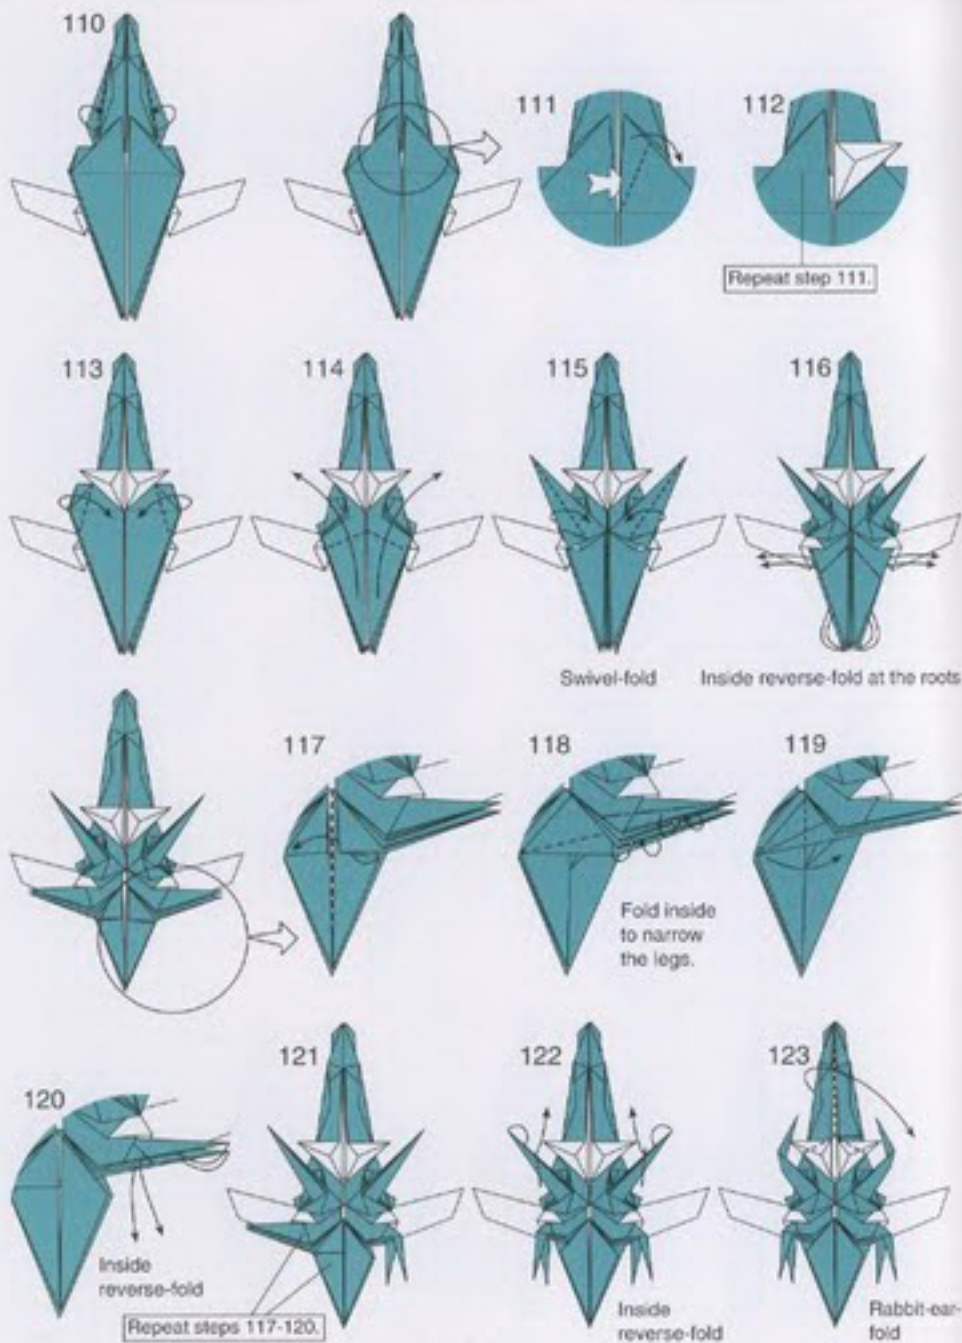 110
111
112
Repeat step 111.
113
114
115
116
Swivel-fold
Inside reverse-fold at the roots
117
118
119
Fold inside
to narrow
the legs.
120
Inside
reverse-fold
121
Repeat steps 117-120.
122
Inside
reverse-fold
123
Rabbit-ear-
fold